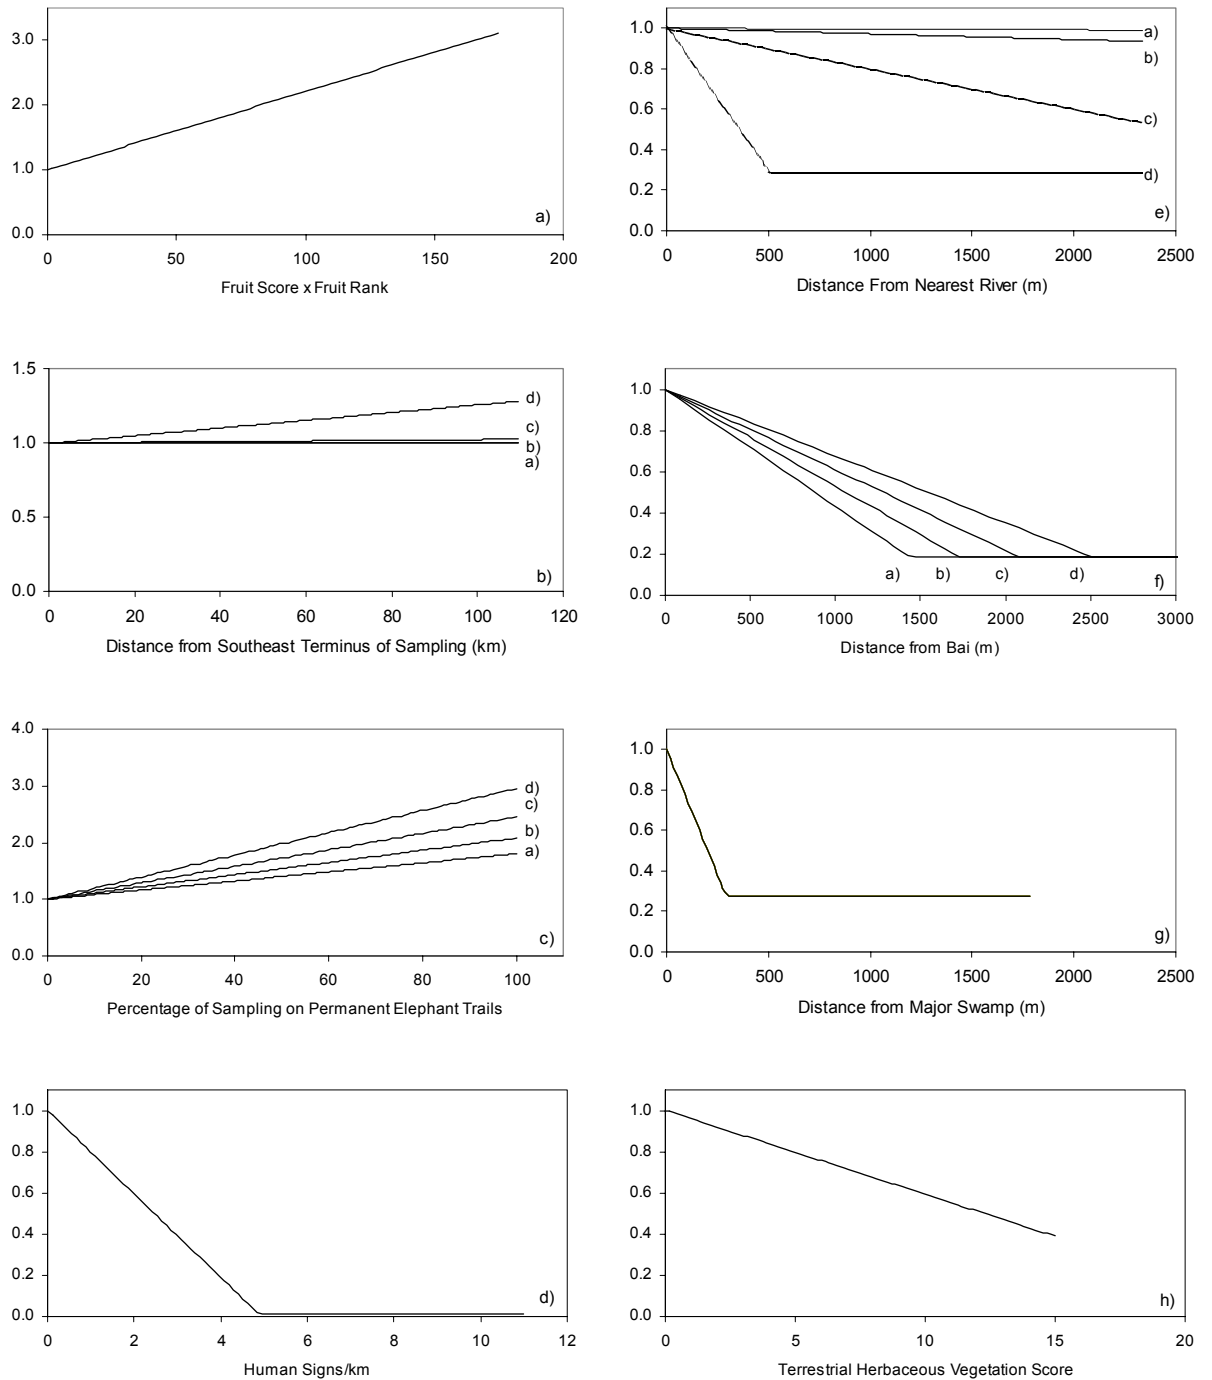 3.0
2.0
1.0
0.0
a)
0 50 100 150 200
Fruit Score x Fruit Rank
1.0
0.8
0.6
0.4
0.2
0.0
a)
b)
c)
d)
e)
0 500 1000 1500 2000 2500
Distance From Nearest River (m)
1.5
1.0
0.5
0.0
d)
c)
b)
a)
b)
0 20 40 60 80 100 120
Distance from Southeast Terminus of Sampling (km)
1.0
0.8
0.6
0.4
0.2
0.0
a) b) c) d)
f)
0 500 1000 1500 2000 2500 3000
Distance from Bai (m)
4.0
3.0
2.0
1.0
0.0
d)
c)
b)
a)
c)
0 20 40 60 80 100
Percentage of Sampling on Permanent Elephant Trails
1.0
0.8
0.6
0.4
0.2
0.0
g)
0 500 1000 1500 2000 2500
Distance from Major Swamp (m)
1.0
0.8
0.6
0.4
0.2
0.0
d)
0 2 4 6 8 10 12
Human Signs/km
1.0
0.8
0.6
0.4
0.2
0.0
h)
0 5 10 15 20
Terrestrial Herbaceous Vegetation Score